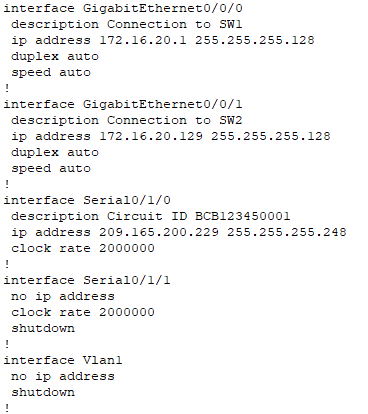 interface GigabitEthernet0/0/0
 description Connection to SW1
 ip address 172.16.20.1 255.255.255.128
 duplex auto
 speed auto
!
interface GigabitEthernet0/0/1
 description Connection to SW2
 ip address 172.16.20.129 255.255.255.128
 duplex auto
 speed auto
!
interface Serial0/1/0
 description Circuit ID BCB123450001
 ip address 209.165.200.229 255.255.255.248
 clock rate 2000000
!
interface Serial0/1/1
 no ip address
 clock rate 2000000
 shutdown
!
interface Vlan1
 no ip address
 shutdown
!